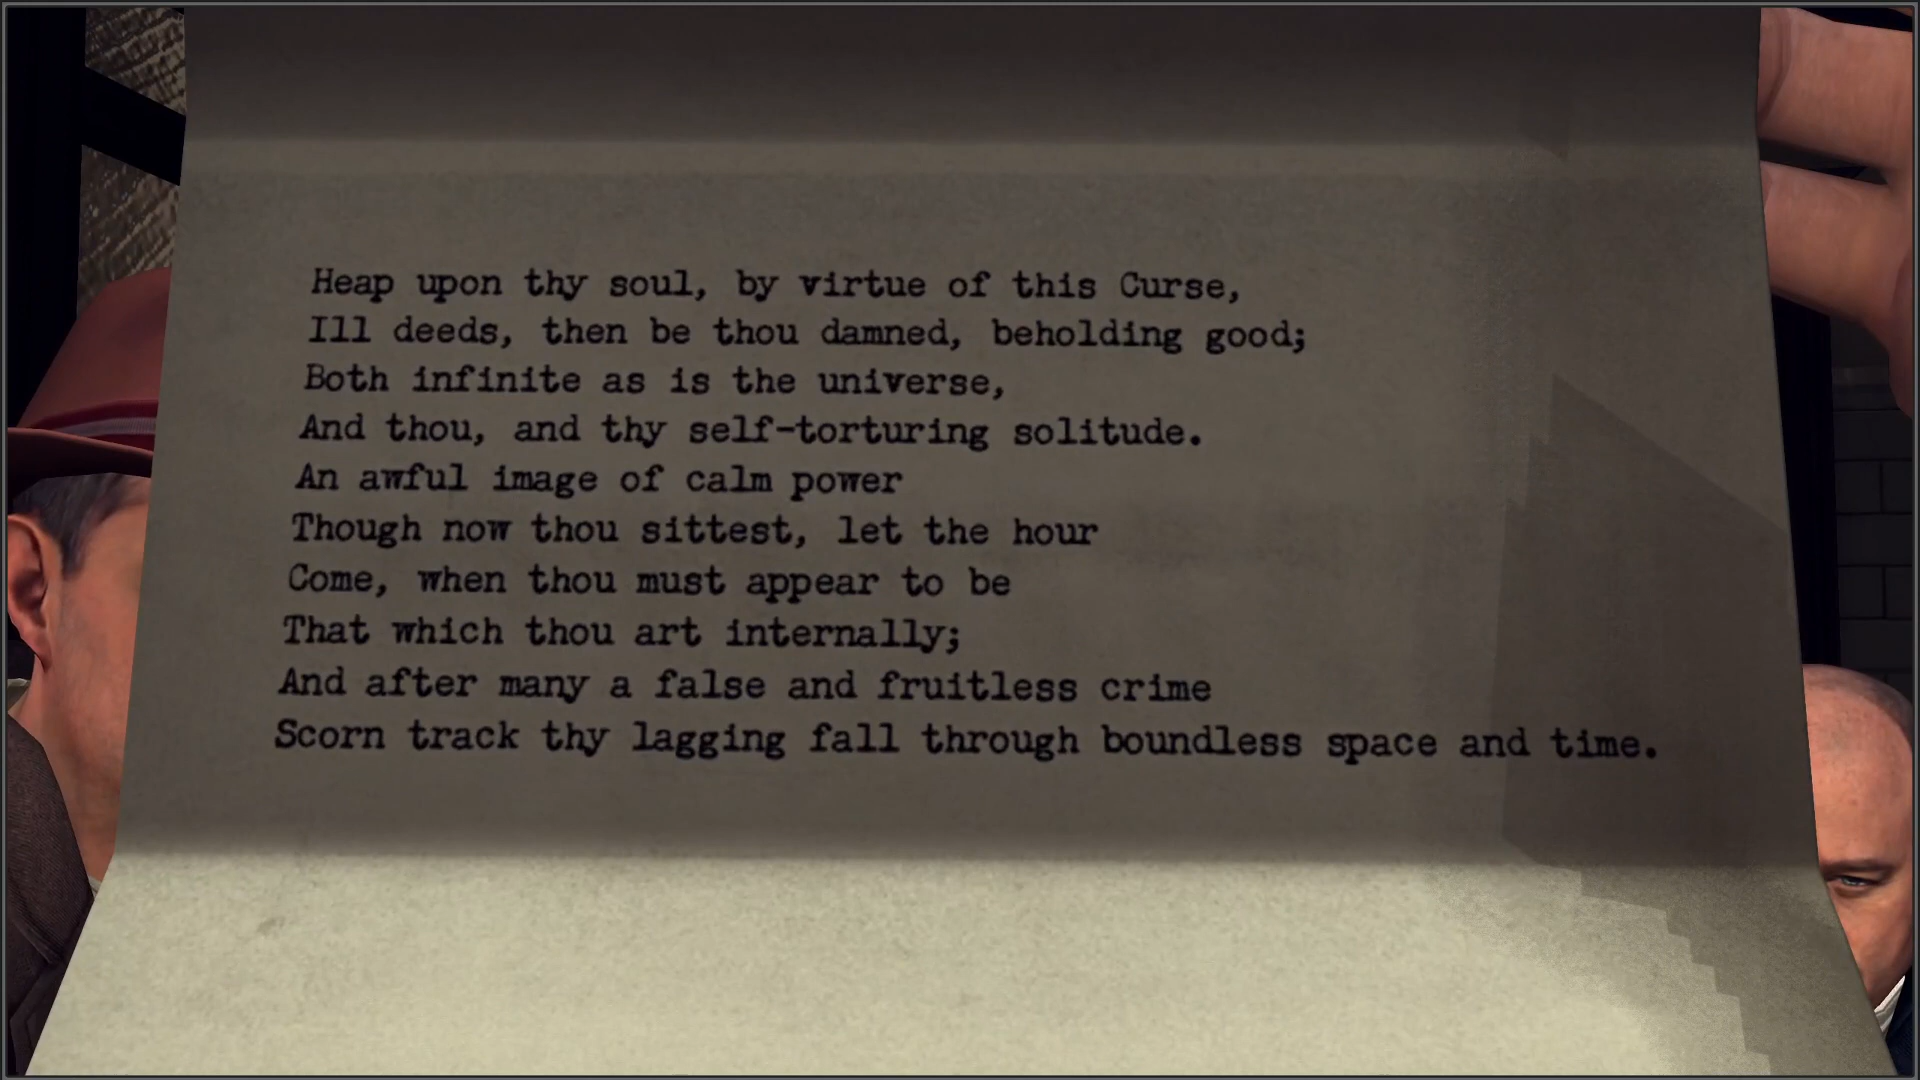 Heap upon thy soul, by virtue of this Curse,
Ill deeds, then be thou damned, beholding good;
Both infinite as is the universe,
And thou, and thy self-torturing solitude.
An awful image of calm power
Though now thou sittest, let the hour
Come, when thou must appear to be
That which thou art internally;
And after many a false and fruitless crime
Scorn track thy lagging fall through boundless space and time.